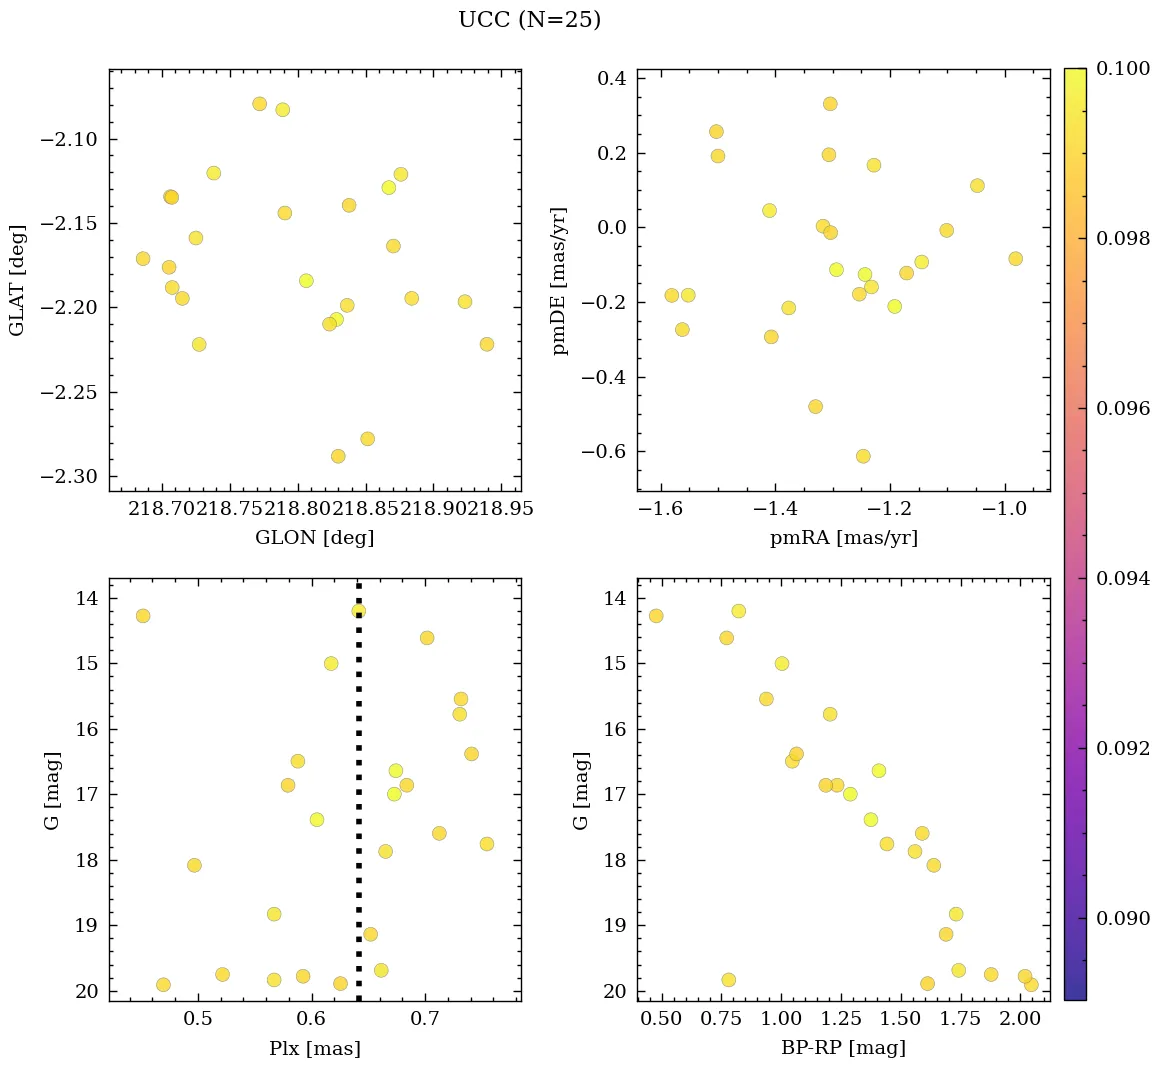 UCC (N=25)
−2.10
−2.15
−2.20
−2.25
−2.30
GLAT [deg]
218.70 218.75 218.80 218.85 218.90 218.95
GLON [deg]
0.4
0.2
0.0
−0.2
−0.4
−0.6
pmDE [mas/yr]
−1.6 −1.4 −1.2 −1.0
pmRA [mas/yr]
14
15
16
17
18
19
20
G [mag]
0.5 0.6 0.7
Plx [mas]
14
15
16
17
18
19
20
G [mag]
0.50 0.75 1.00 1.25 1.50 1.75 2.00
BP-RP [mag]
0.100
0.098
0.096
0.094
0.092
0.090